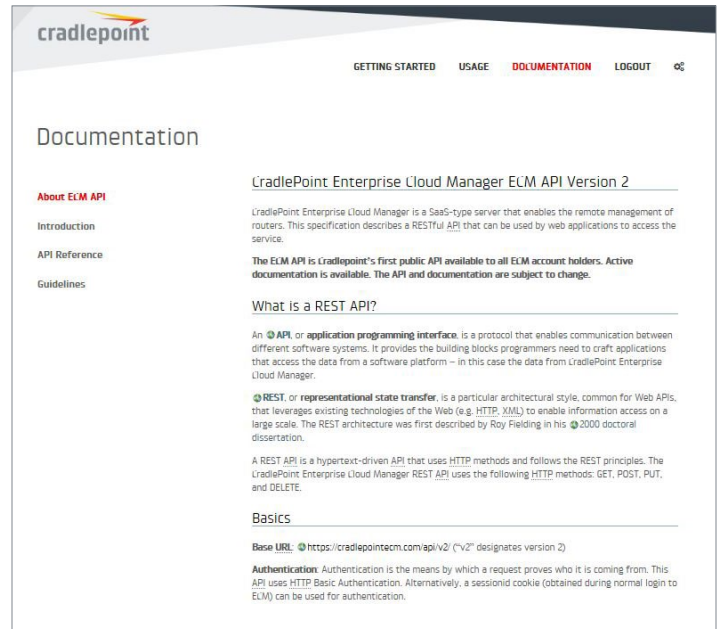 cradlepoint
GETTING STARTED USAGE DOCUMENTATION LOGOUT
Documentation
About ECM API
Introduction
API Reference
Guidelines
CradlePoint Enterprise Cloud Manager ECM API Version 2
CradlePoint Enterprise Cloud Manager is a SaaS-type server that enables the remote management of
routers. This specification describes a RESTful API that can be used by web applications to access the
service.
The ECM API is Cradlepoint's first public API available to all ECM account holders. Active
documentation is available. The API and documentation are subject to change.
What is a REST API?
An API, or application programming interface, is a protocol that enables communication between
different software systems. It provides the building blocks programmers need to craft applications
that access the data from a software platform – in this case the data from CradlePoint Enterprise
Cloud Manager.
REST, or representational state transfer, is a particular architectural style, common for Web APIs,
that leverages existing technologies of the Web (e.g. HTTP, XML) to enable information access on a
large scale. The REST architecture was first described by Roy Fielding in his 2000 doctoral
dissertation.
A REST API is a hypertext-driven API that uses HTTP methods and follows the REST principles. The
CradlePoint Enterprise Cloud Manager REST API uses the following HTTP methods: GET, POST, PUT,
and DELETE.
Basics
Base URL: https://cradlepointecm.com/api/v2/ ("v2" designates version 2)
Authentication: Authentication is the means by which a request proves who it is coming from. This
API uses HTTP Basic Authentication. Alternatively, a sessionid cookie (obtained during normal login to
ECM) can be used for authentication.